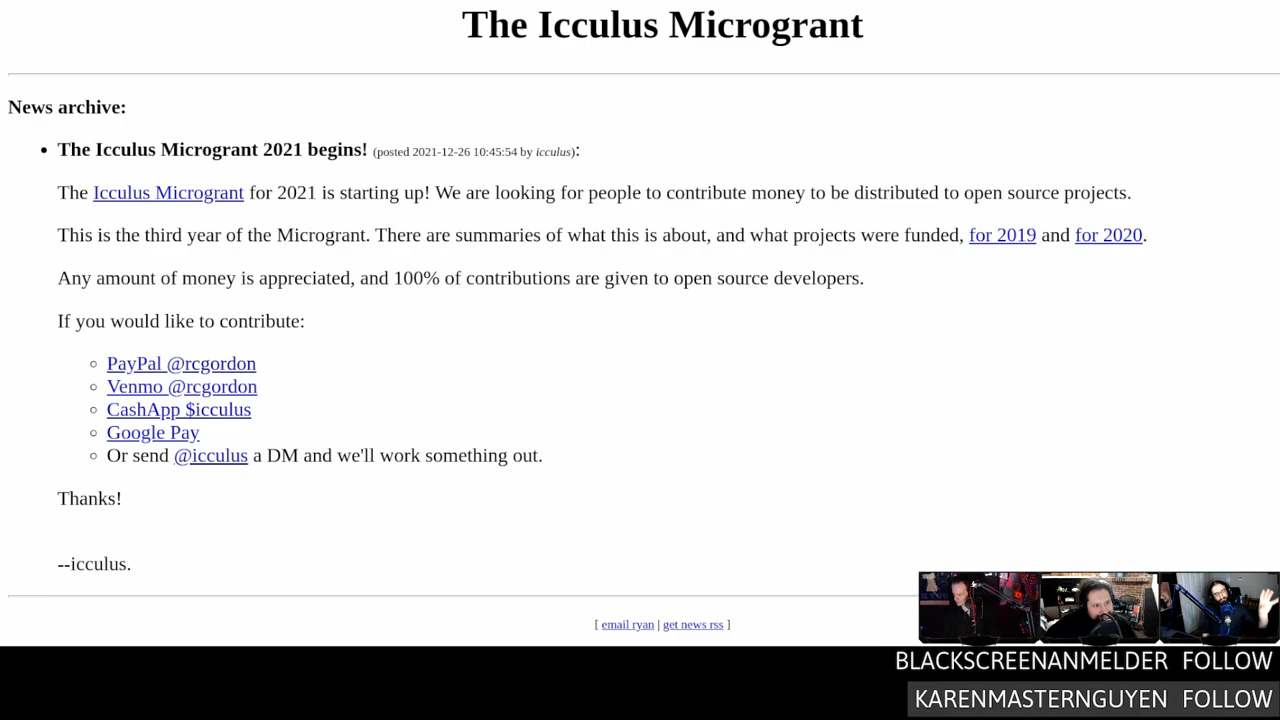 The Icculus Microgrant
News archive:
• The Icculus Microgrant 2021 begins! (posted 2021-12-26 10:45:54 by icculus):
The Icculus Microgrant for 2021 is starting up! We are looking for people to contribute money to be distributed to open source projects.
This is the third year of the Microgrant. There are summaries of what this is about, and what projects were funded, for 2019 and for 2020.
Any amount of money is appreciated, and 100% of contributions are given to open source developers.
If you would like to contribute:
◦ PayPal @rcgordon
◦ Venmo @rcgordon
◦ CashApp $icculus
◦ Google Pay
◦ Or send @icculus a DM and we'll work something out.
Thanks!
--icculus.
[ email ryan | get news rss ]
BLACKSCREENANMELDER FOLLOW
KARENMASTERNGUYEN FOLLOW